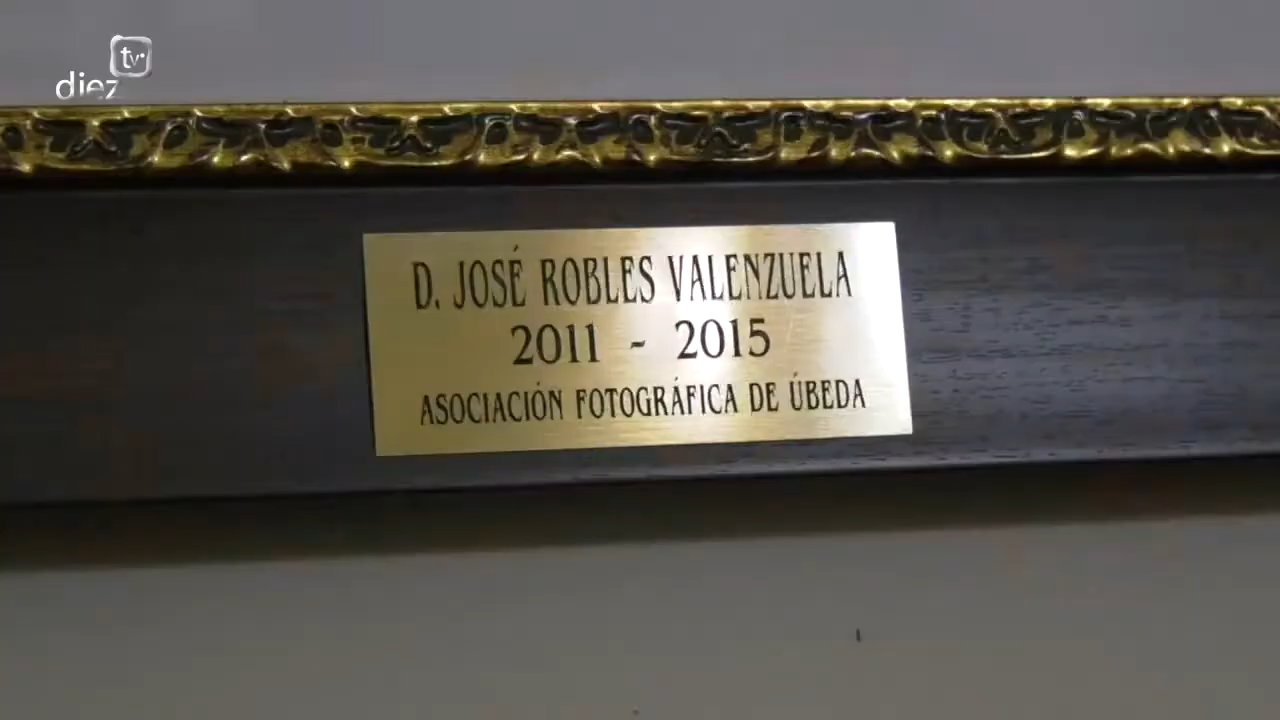 diez tv
D. JOSÉ ROBLES VALENZUELA
2011 - 2015
ASOCIACIÓN FOTOGRÁFICA DE ÚBEDA